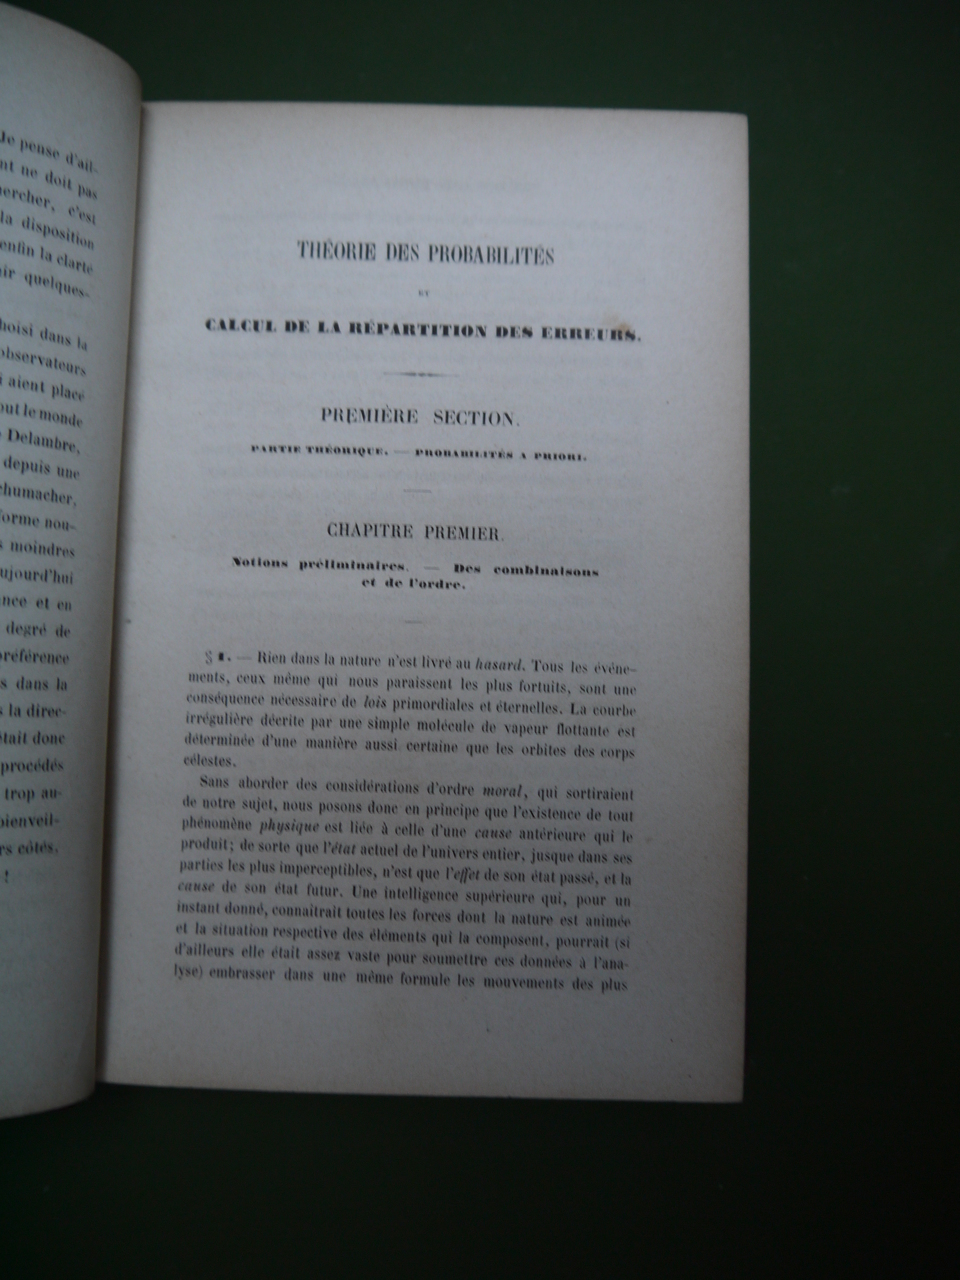 Je pense d'ail-
nt ne doit pas
ercher, c'est
la disposition
enfin la clarté
ir quelques-
hoisi dans la
observateurs
i aient placé
out le monde
Delambre,
depuis une
chumacher,
forme nou-
s moindres
ujourd'hui
nce et en
degré de
préférence
s dans la
s la direc-
était donc
procédés
trop au-
bienveil-
rs côtés.
!
THÉORIE DES PROBABILITÉS
ET
CALCUL DE LA RÉPARTITION DES ERREURS.
PREMIÈRE SECTION.
PARTIE THÉORIQUE. — PROBABILITÉS A PRIORI.
CHAPITRE PREMIER.
Notions préliminaires. — Des combinaisons
et de l'ordre.
§ 1. — Rien dans la nature n'est livré au hasard. Tous les événe-
ments, ceux même qui nous paraissent les plus fortuits, sont une
conséquence nécessaire de lois primordiales et éternelles. La courbe
irrégulière décrite par une simple molécule de vapeur flottante est
déterminée d'une manière aussi certaine que les orbites des corps
célestes.
Sans aborder des considérations d'ordre moral, qui sortiraient
de notre sujet, nous posons donc en principe que l'existence de tout
phénomène physique est liée à celle d'une cause antérieure qui le
produit; de sorte que l'état actuel de l'univers entier, jusque dans ses
parties les plus imperceptibles, n'est que l'effet de son état passé, et la
cause de son état futur. Une intelligence supérieure qui, pour un
instant donné, connaîtrait toutes les forces dont la nature est animée
et la situation respective des éléments qui la composent, pourrait (si
d'ailleurs elle était assez vaste pour soumettre ces données à l'ana-
lyse) embrasser dans une même formule les mouvements des plus